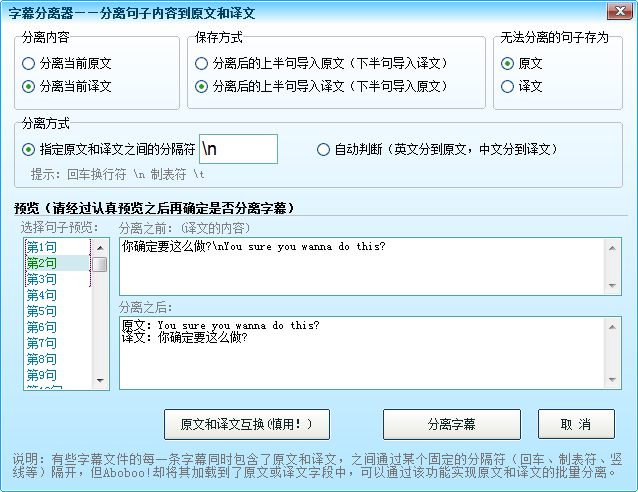 字幕分离器－－分离句子内容到原文和译文
分离内容
分离当前原文
分离当前译文
保存方式
分离后的上半句导入原文（下半句导入译文）
分离后的上半句导入译文（下半句导入原文）
无法分离的句子存为
原文
译文
分离方式
指定原文和译文之间的分隔符 \n
自动判断（英文分到原文，中文分到译文）
提示：回车换行符 \n 制表符 \t
预览（请经过认真预览之后再确定是否分离字幕）
选择句子预览：
第1句
第2句
第3句
第4句
第5句
第6句
第7句
第8句
第9句
分离之前：（译文的内容）
你确定要这么做?\nYou sure you wanna do this?
分离之后：
原文：You sure you wanna do this?
译文：你确定要这么做?
原文和译文互换(慎用！)
分离字幕
取 消
说明：有些字幕文件的每一条字幕同时包含了原文和译文，之间通过某个固定的分隔符（回车、制表符、竖
线等）隔开，但Aboboo!却将其加载到了原文或译文字段中，可以通过该功能实现原文和译文的批量分离。